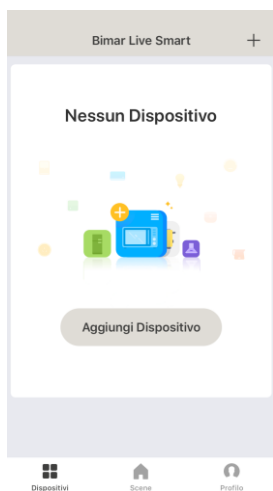 Bimar Live Smart +
Nessun Dispositivo
Aggiungi Dispositivo
Dispositivi Scene Profilo